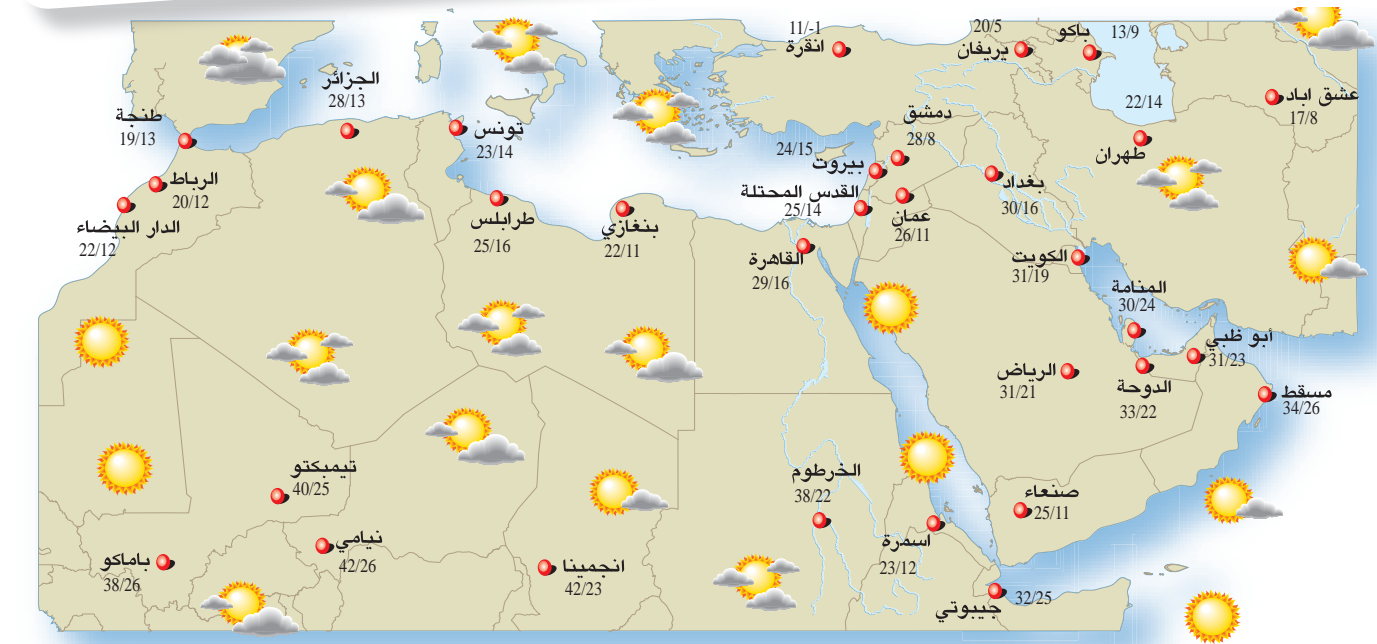 11/-1
انقرة
20/5
يريفان
باكو
13/9
22/14
طهران
عشق اباد
17/8
الجزائر
28/13
طنجة
19/13
تونس
23/14
دمشق
28/8
24/15
بيروت
القدس المحتلة
25/14
عمان
26/11
بغداد
30/16
الرباط
20/12
الدار البيضاء
22/12
طرابلس
25/16
بنغازي
22/11
القاهرة
29/16
الكويت
31/19
المنامة
30/24
أبو ظبي
31/23
الرياض
31/21
الدوحة
33/22
مسقط
34/26
تيمبكتو
40/25
الخرطوم
38/22
صنعاء
25/11
نيامي
42/26
باماكو
38/26
انجمينا
42/23
اسمرة
23/12
جيبوتي
32/25